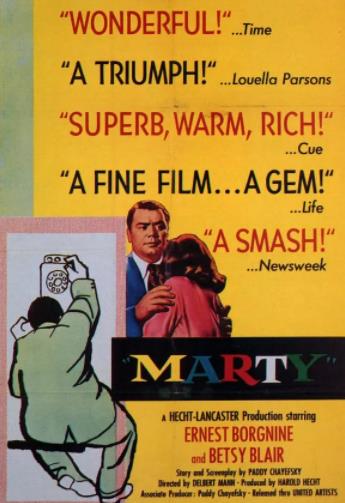 "WONDERFUL!" ...Time
"A TRIUMPH!" ...Louella Parsons
"SUPERB, WARM, RICH!"
...Cue
"A FINE FILM...A GEM!"
...Life
"A SMASH!"
...Newsweek
"MARTY"
A HECHT-LANCASTER Production starring
ERNEST BORGNINE
and BETSY BLAIR
Story and Screenplay by PADDY CHAYEFSKY
Directed by DELBERT MANN · Produced by HAROLD HECHT
Associate Producer: Paddy Chayefsky · Released thru UNITED ARTISTS